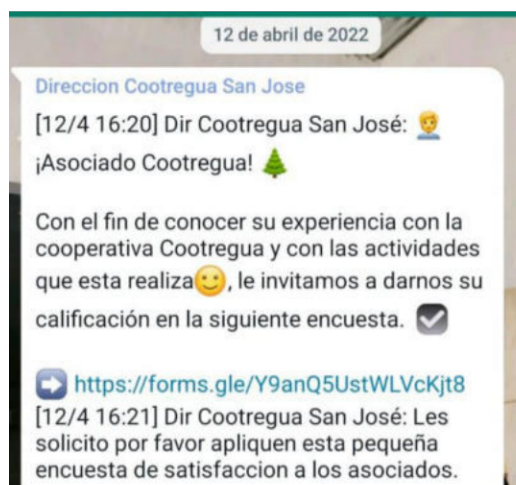 12 de abril de 2022
Direccion Cootregua San Jose
[12/4 16:20] Dir Cootregua San José: 👨‍🦰
¡Asociado Cootregua! 🌲
Con el fin de conocer su experiencia con la
cooperativa Cootregua y con las actividades
que esta realiza🙂, le invitamos a darnos su
calificación en la siguiente encuesta. ☑️
➡️ https://forms.gle/Y9anQ5UstWLVcKjt8
[12/4 16:21] Dir Cootregua San José: Les
solicito por favor apliquen esta pequeña
encuesta de satisfaccion a los asociados.